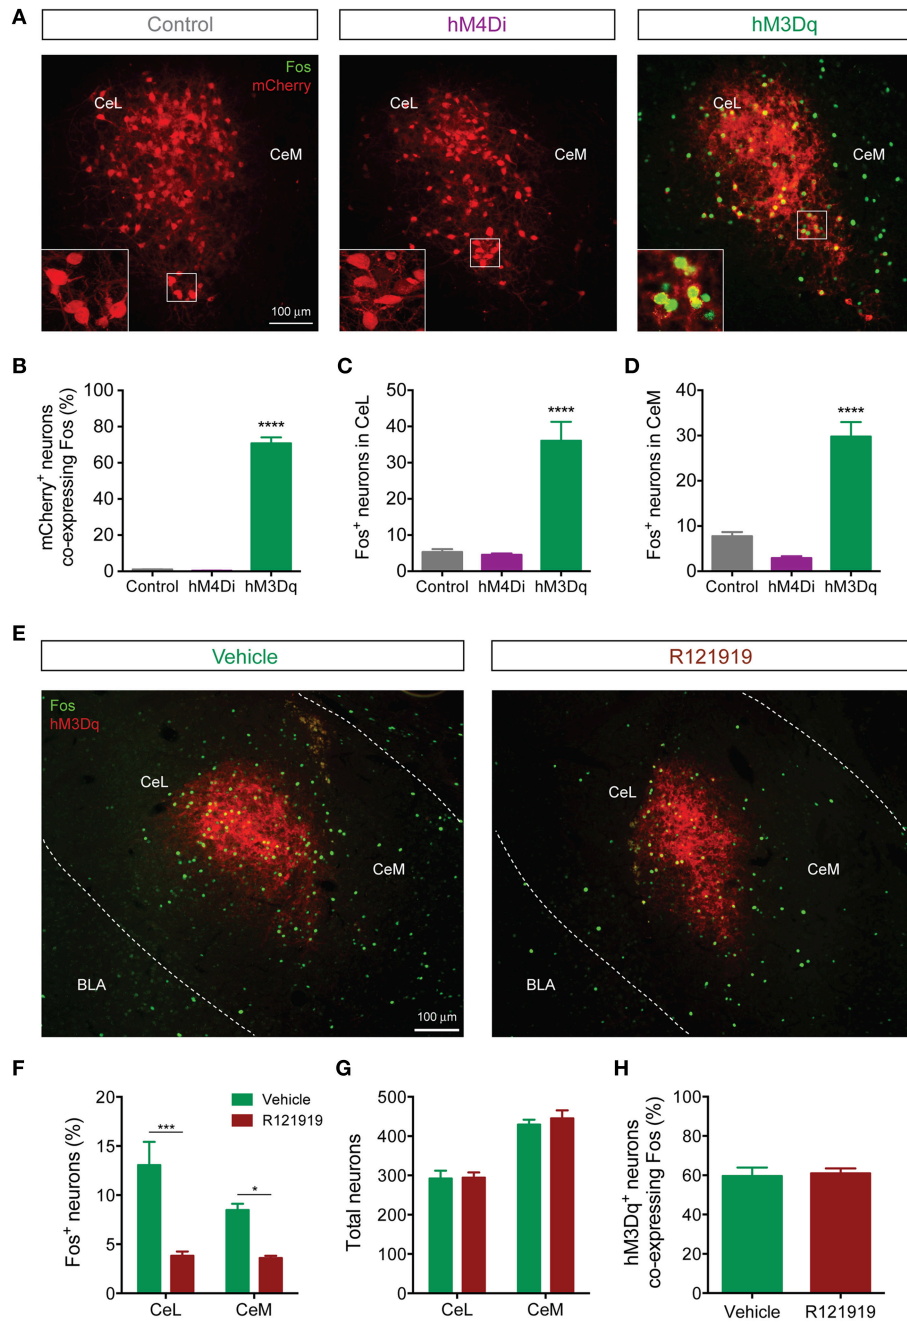 A
Control
hM4Di
hM3Dq
Fos
mCherry
CeL
CeM
100 µm
CeL
CeM
CeL
CeM
B
mCherry⁺ neurons
co-expressing Fos (%)
100
80
60
40
20
0
****
Control
hM4Di
hM3Dq
C
Fos⁺ neurons in CeL
50
40
30
20
10
0
****
Control
hM4Di
hM3Dq
D
Fos⁺ neurons in CeM
40
30
20
10
0
****
Control
hM4Di
hM3Dq
E
Vehicle
R121919
Fos
hM3Dq
CeL
CeM
BLA
100 µm
CeL
CeM
BLA
F
Fos⁺ neurons (%)
20
15
10
5
0
***
*
Vehicle
R121919
CeL
CeM
G
Total neurons
500
400
300
200
100
0
CeL
CeM
H
hM3Dq⁺ neurons
co-expressing Fos (%)
100
80
60
40
20
0
Vehicle
R121919